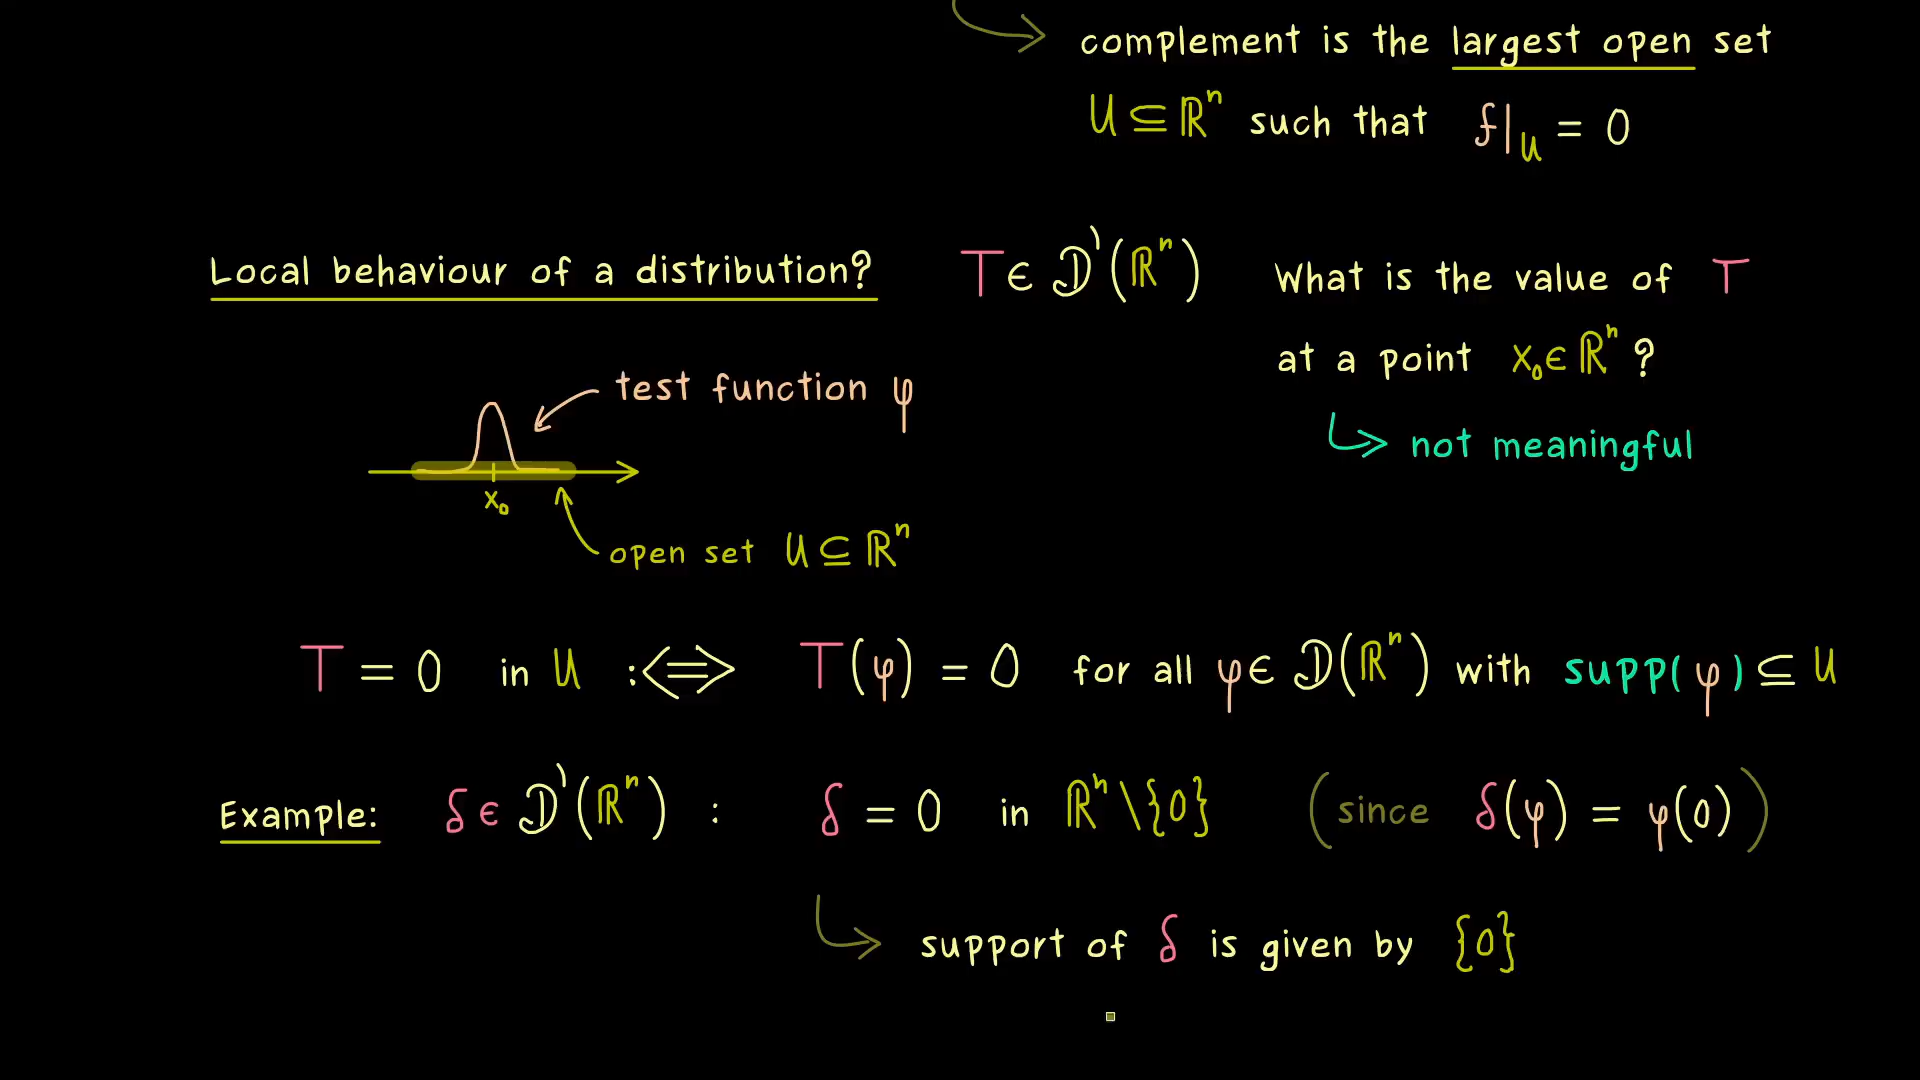 complement is the largest open set
U ⊆ ℝⁿ such that f|_U = 0
Local behaviour of a distribution? T ∈ 𝒟'(ℝⁿ) What is the value of T
at a point x₀ ∈ ℝⁿ ?
not meaningful
test function φ
x₀
open set U ⊆ ℝⁿ
T = 0 in U :⟺ T(φ) = 0 for all φ ∈ 𝒟(ℝⁿ) with supp(φ) ⊆ U
Example: δ ∈ 𝒟'(ℝⁿ) : δ = 0 in ℝⁿ \ {0} (since δ(φ) = φ(0))
support of δ is given by {0}